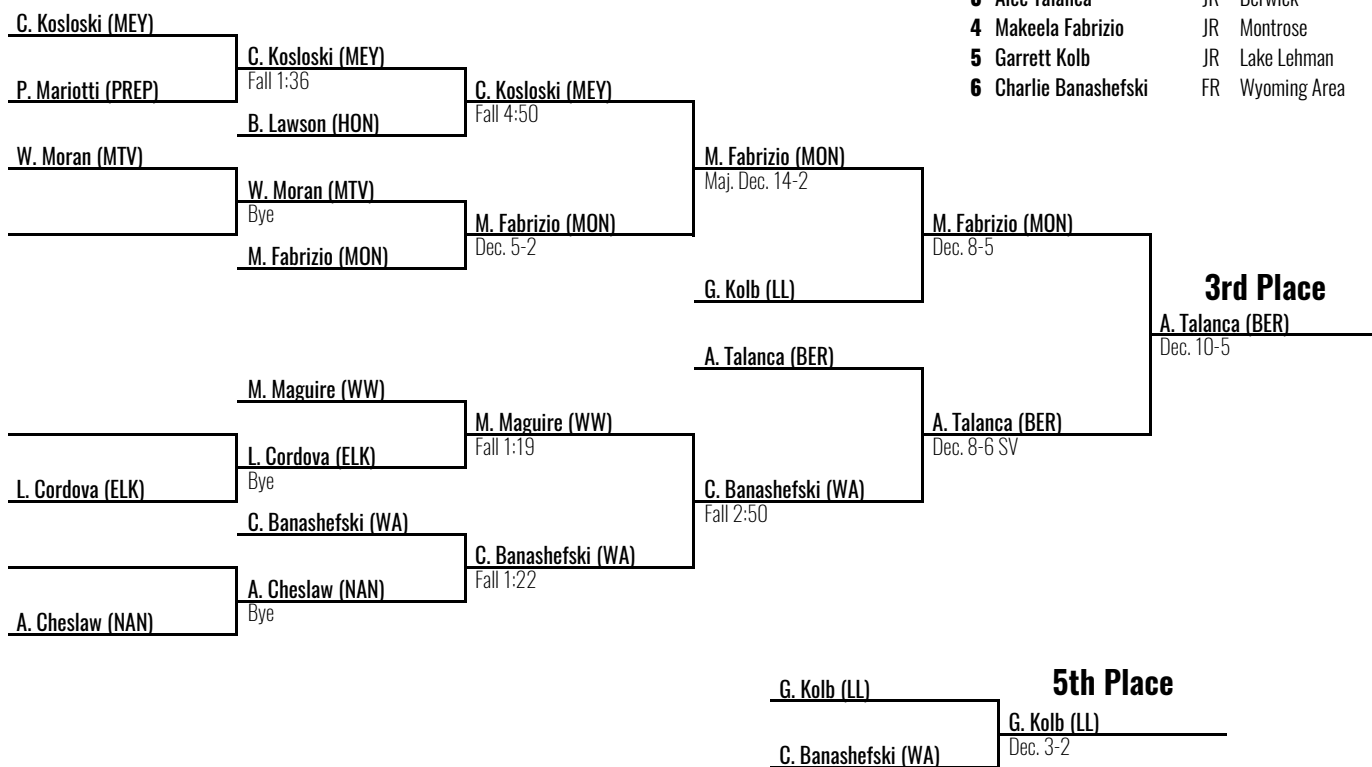 3 Alec Talanca JR Berwick
4 Makeela Fabrizio JR Montrose
5 Garrett Kolb JR Lake Lehman
6 Charlie Banashefski FR Wyoming Area
C. Kosloski (MEY)
P. Mariotti (PREP)
W. Moran (MTV)
L. Cordova (ELK)
A. Cheslaw (NAN)
C. Kosloski (MEY)
Fall 1:36
B. Lawson (HON)
W. Moran (MTV)
Bye
M. Fabrizio (MON)
M. Maguire (WW)
L. Cordova (ELK)
Bye
C. Banashefski (WA)
A. Cheslaw (NAN)
Bye
C. Kosloski (MEY)
Fall 4:50
M. Fabrizio (MON)
Dec. 5-2
M. Maguire (WW)
Fall 1:19
C. Banashefski (WA)
Fall 1:22
M. Fabrizio (MON)
Maj. Dec. 14-2
G. Kolb (LL)
A. Talanca (BER)
C. Banashefski (WA)
Fall 2:50
M. Fabrizio (MON)
Dec. 8-5
A. Talanca (BER)
Dec. 8-6 SV
3rd Place
A. Talanca (BER)
Dec. 10-5
5th Place
G. Kolb (LL)
C. Banashefski (WA)
G. Kolb (LL)
Dec. 3-2